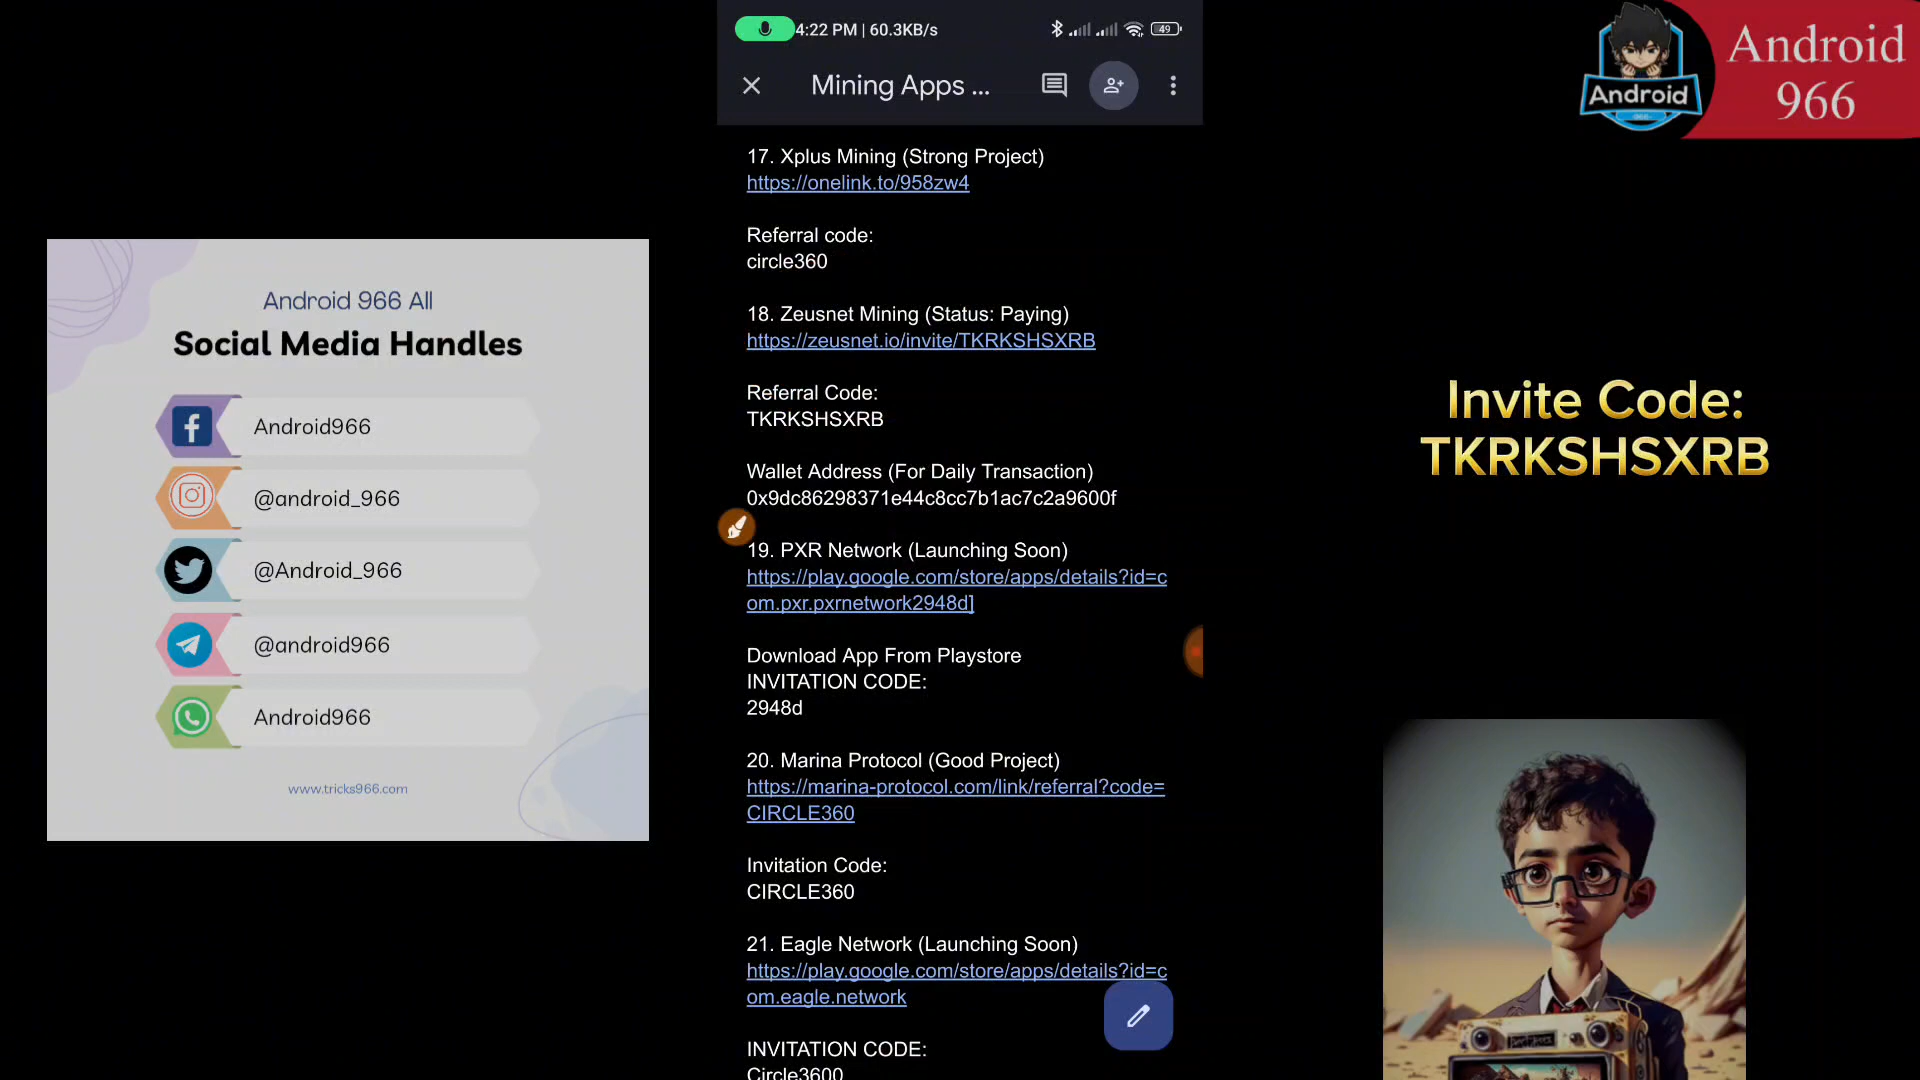 Android 966 All
Social Media Handles
Android966
@android_966
@Android_966
@android966
Android966
www.tricks966.com
4:22 PM | 60.3KB/s
49
Mining Apps ...
17. Xplus Mining (Strong Project)
https://onelink.to/958zw4
Referral code:
circle360
18. Zeusnet Mining (Status: Paying)
https://zeusnet.io/invite/TKRKSHSXRB
Referral Code:
TKRKSHSXRB
Wallet Address (For Daily Transaction)
0x9dc86298371e44c8cc7b1ac7c2a9600f
19. PXR Network (Launching Soon)
https://play.google.com/store/apps/details?id=c
om.pxr.pxrnetwork2948d]
Download App From Playstore
INVITATION CODE:
2948d
20. Marina Protocol (Good Project)
https://marina-protocol.com/link/referral?code=
CIRCLE360
Invitation Code:
CIRCLE360
21. Eagle Network (Launching Soon)
https://play.google.com/store/apps/details?id=c
om.eagle.network
INVITATION CODE:
Circle3600
Android
Android
966
Invite Code:
TKRKSHSXRB